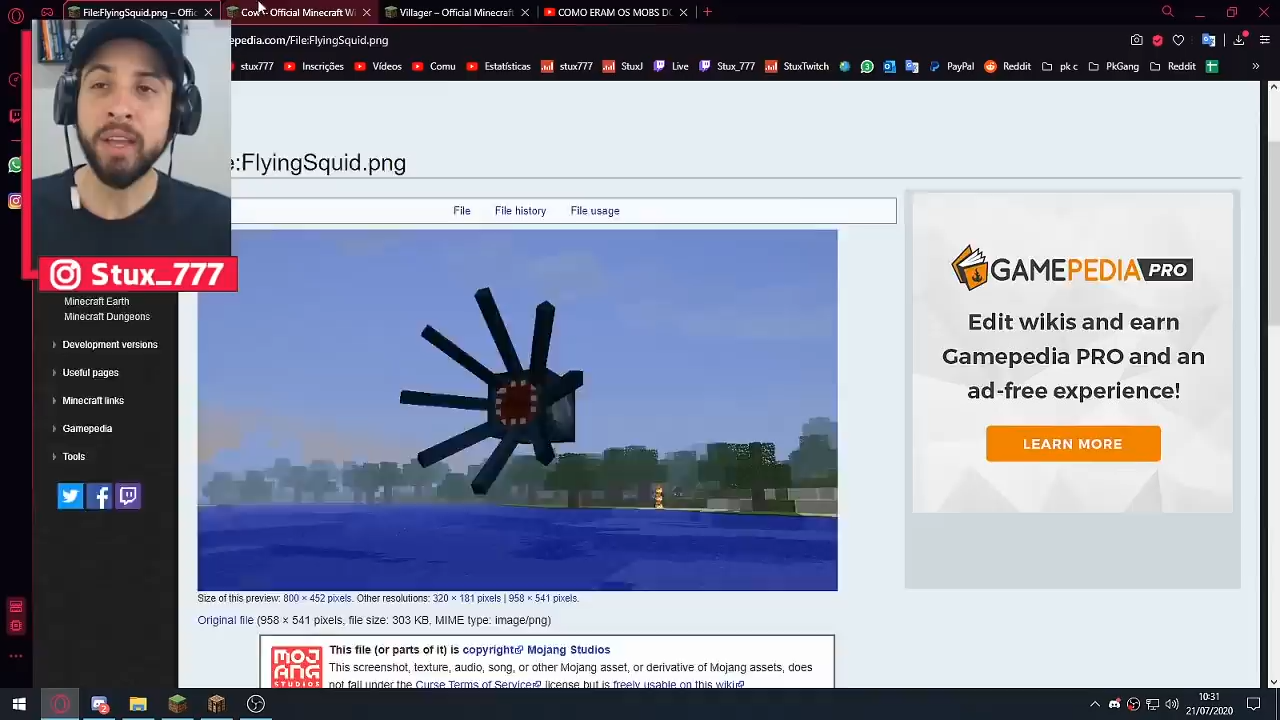 File:FlyingSquid.png – Offic
Cow – Official Minecraft Wi
Villager – Official Minecraft
COMO ERAM OS MOBS DO
epedia.com/File:FlyingSquid.png
stux777
Inscrições
Vídeos
Comu
Estatísticas
stux777
StuxJ
Live
Stux_777
StuxTwitch
PayPal
Reddit
pk c
PkGang
Reddit
e:FlyingSquid.png
File
File history
File usage
Stux_777
Minecraft Earth
Minecraft Dungeons
Development versions
Useful pages
Minecraft links
Gamepedia
Tools
GAMEPEDIA PRO
Edit wikis and earn
Gamepedia PRO and an
ad-free experience!
LEARN MORE
Size of this preview: 800 × 452 pixels. Other resolutions: 320 × 181 pixels | 958 × 541 pixels.
Original file (958 × 541 pixels, file size: 303 KB, MIME type: image/png)
MOJANG
STUDIOS
This file (or parts of it) is copyright Mojang Studios
This screenshot, texture, audio, song, or other Mojang asset, or derivative of Mojang assets, does
not fall under the Curse Terms of Service license but is freely usable on this wiki
10:31
21/07/2020